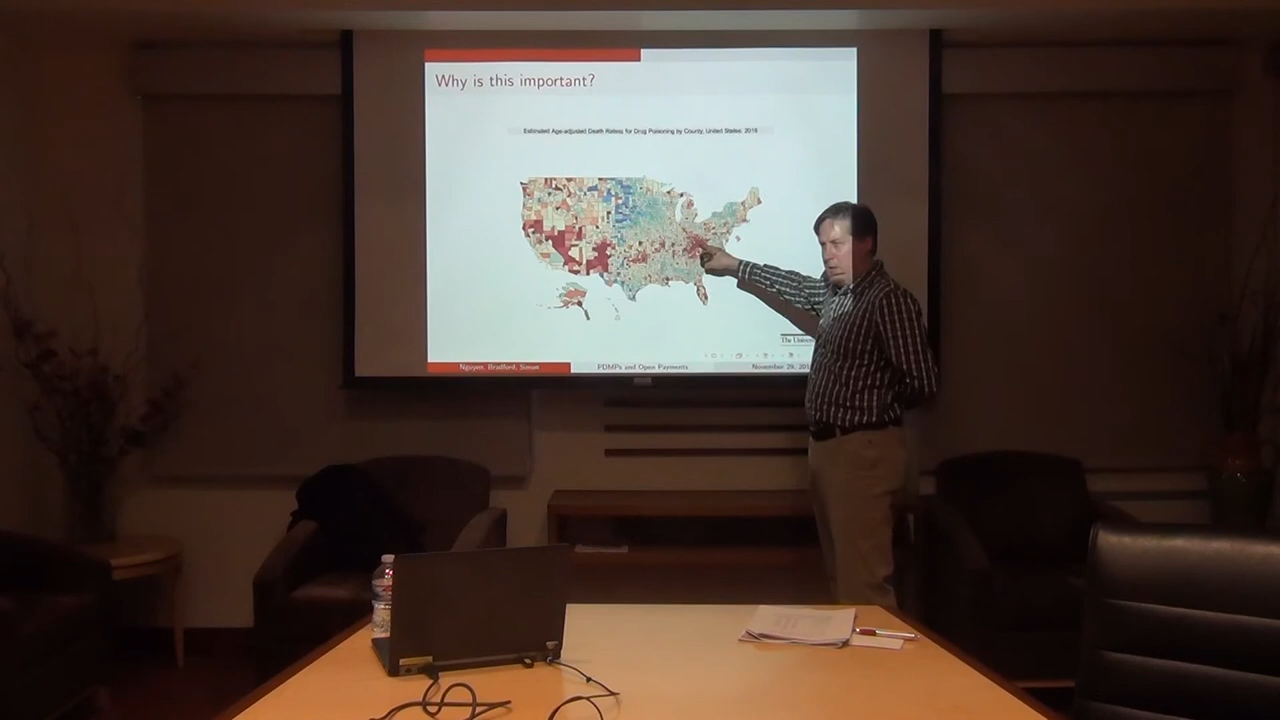 Why is this important?
Estimated Age-adjusted Death Rates for Drug Poisoning by County, United States: 2016
The Univers
Nguyen, Bradford, Simon
PDMPs and Open Payments
November 29, 201